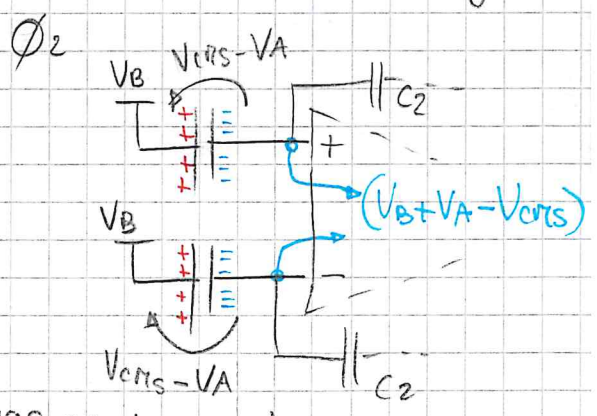 Ø2
VCMS-VA
VB
C2
+
+
+
+
+
(VB+VA-VCMS)
VB
+
+
+
+
-
VCMS-VA
C2